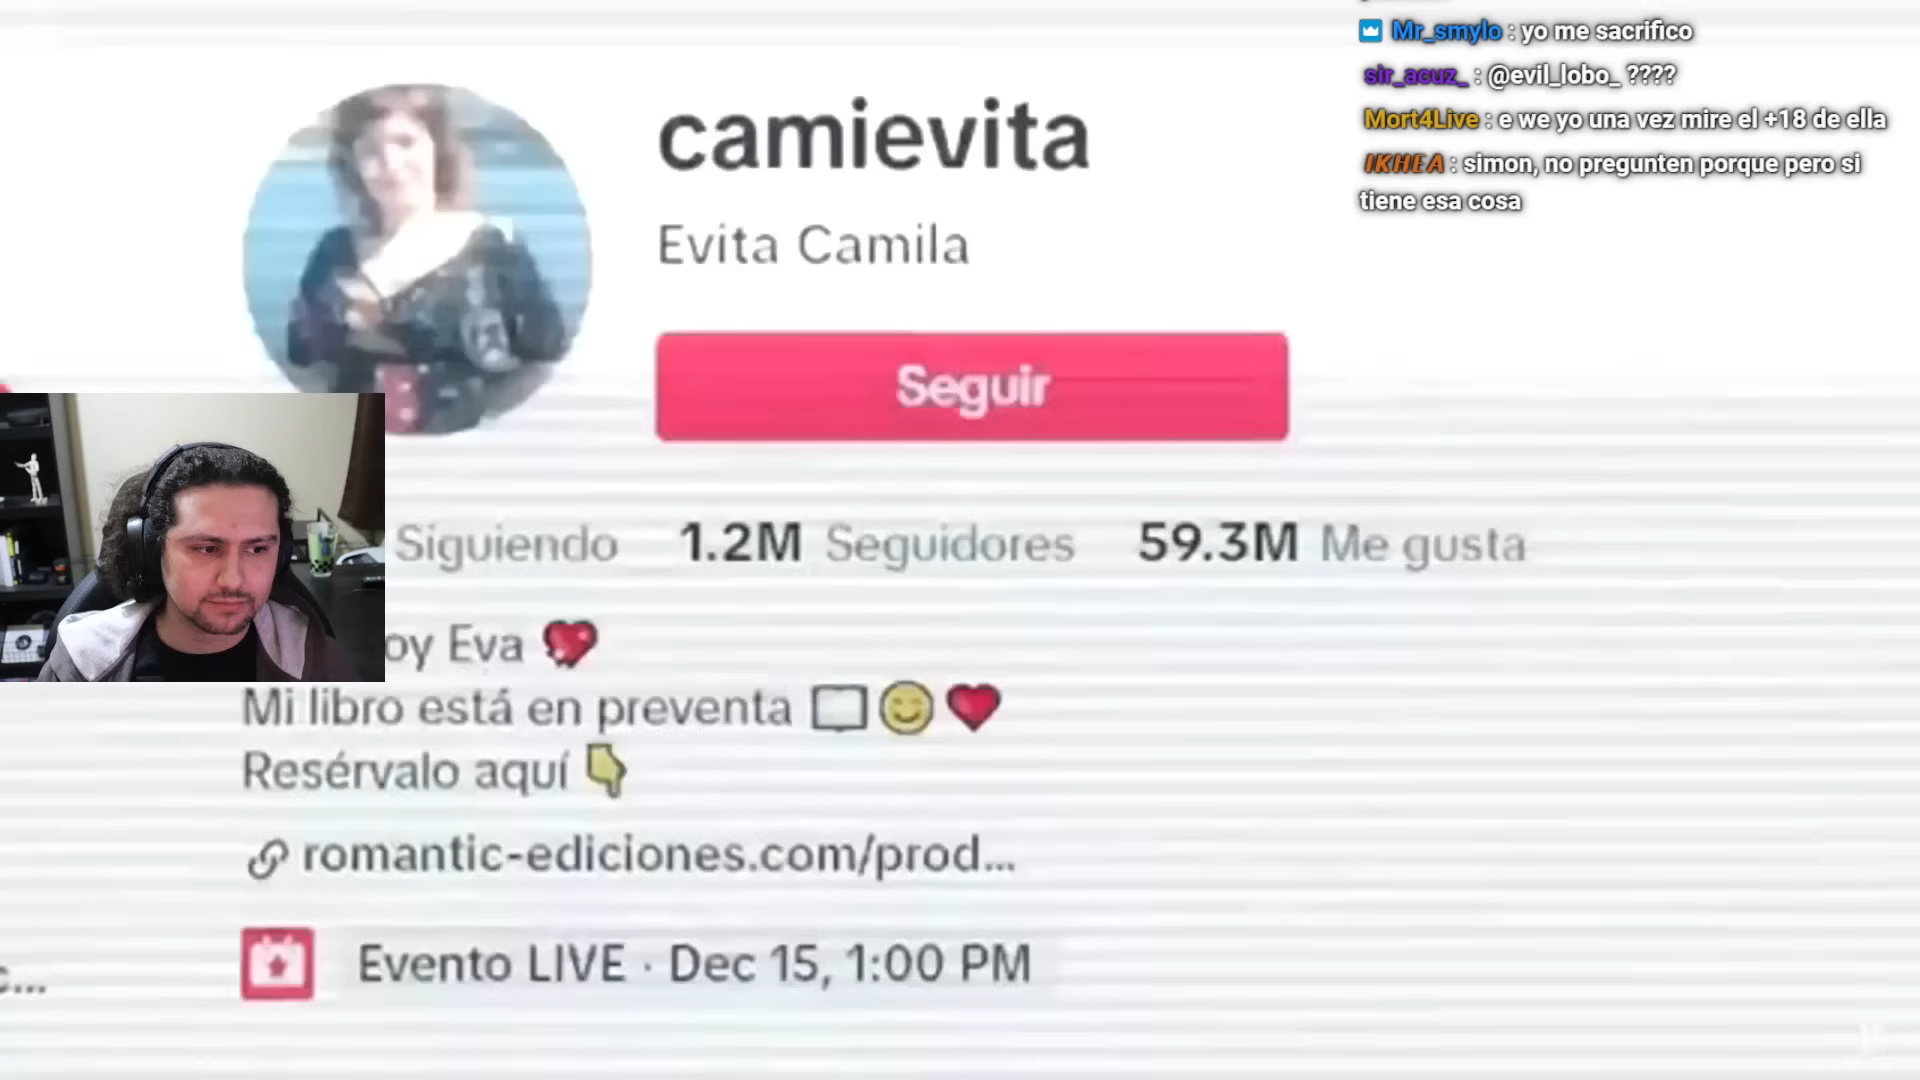 Mr_smylo : yo me sacrifico
sir_acuz_ : @evil_lobo_ ????
Mort4Live : e we yo una vez mire el +18 de ella
IKHEA : simon, no pregunten porque pero si
tiene esa cosa
camievita
Evita Camila
Seguir
Siguiendo 1.2M Seguidores 59.3M Me gusta
oy Eva
Mi libro está en preventa
Resérvalo aquí
romantic-ediciones.com/prod...
Evento LIVE · Dec 15, 1:00 PM